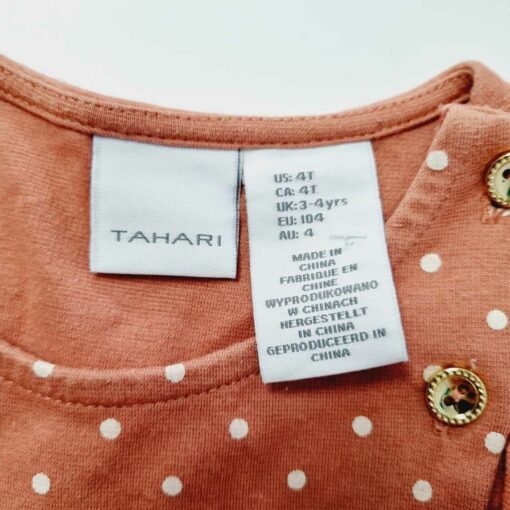 TAHARI
US: 4T
CA: 4T
UK: 3-4yrs
EU: 104
AU: 4
MADE IN
CHINA
FABRIQUE EN
CHINE
WYPRODUKOWANO
W CHINACH
HERGESTELLT
IN CHINA
GEPRODUCEERD IN
CHINA